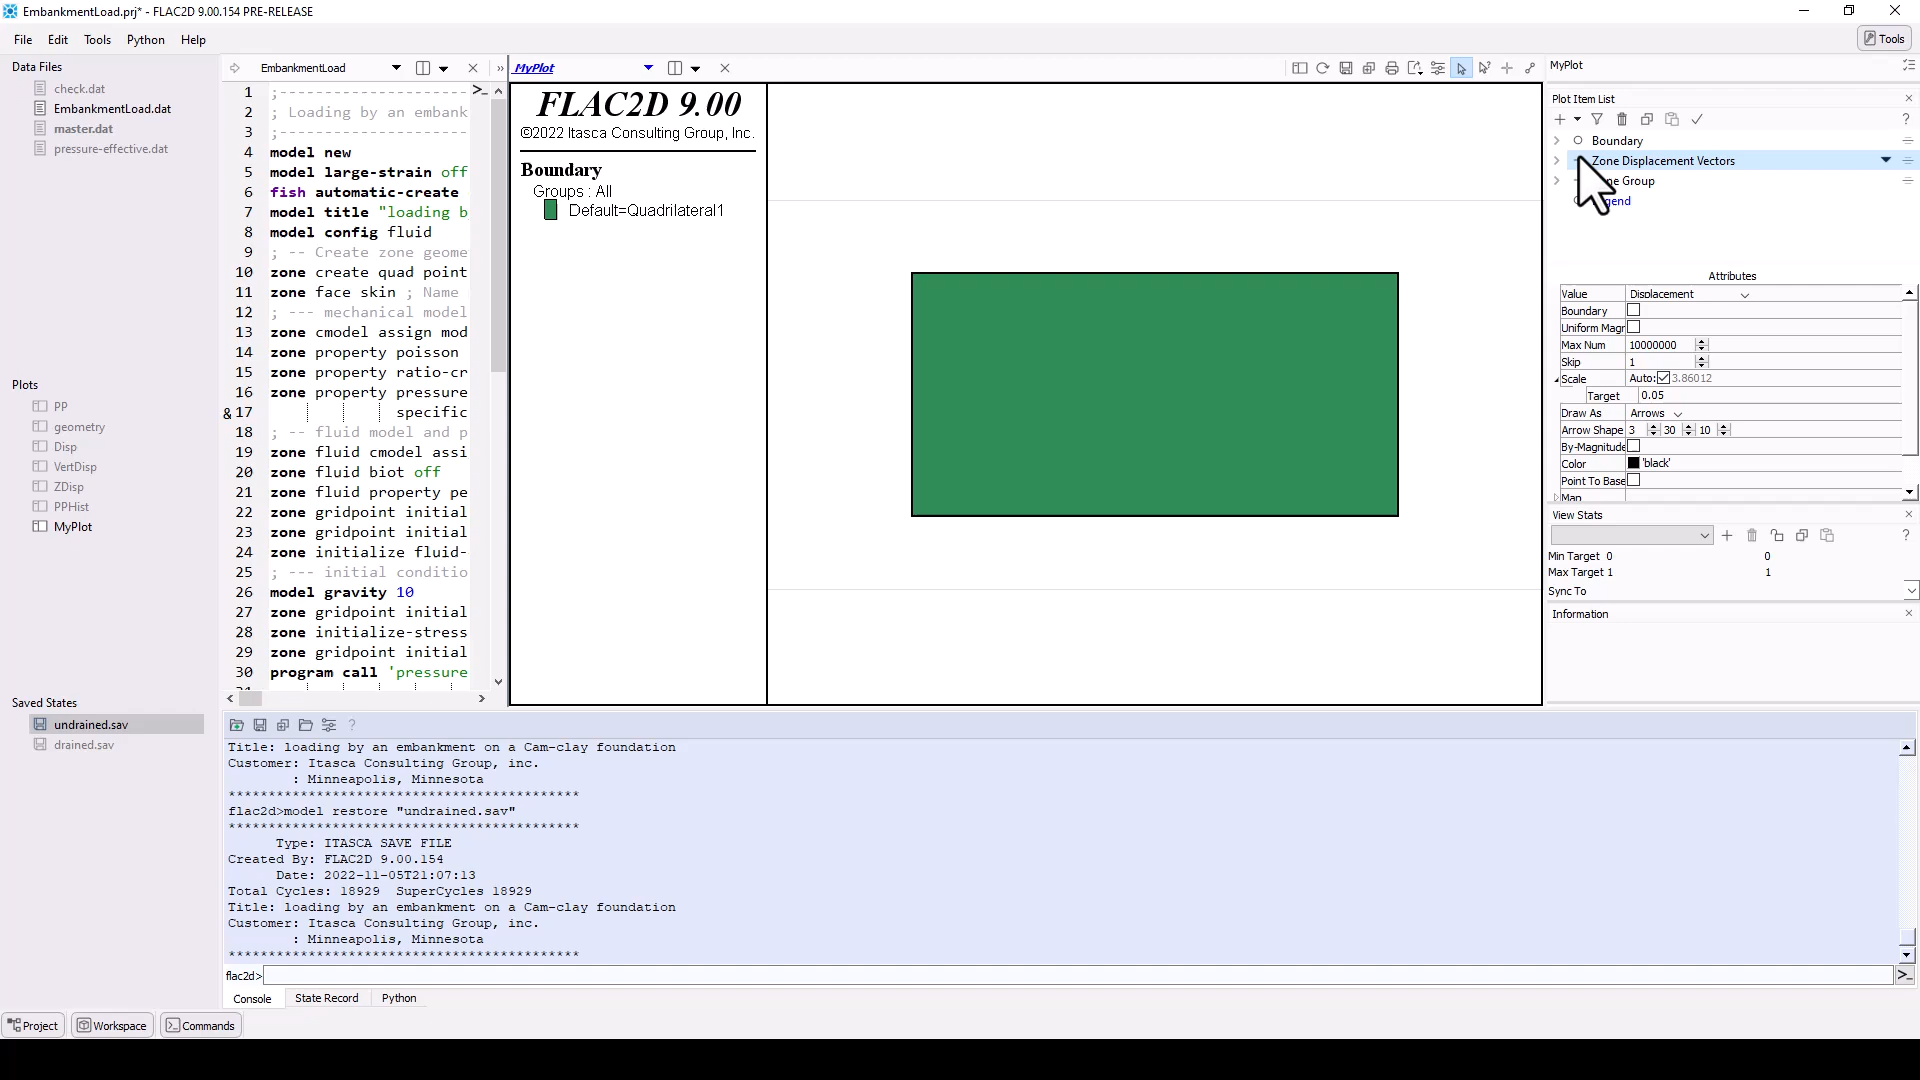 EmbankmentLoad.prj* - FLAC2D 9.00.154 PRE-RELEASE
File Edit Tools Python Help
Tools
Data Files
check.dat
EmbankmentLoad.dat
master.dat
pressure-effective.dat
Plots
PP
geometry
Disp
VertDisp
ZDisp
PPHist
MyPlot
Saved States
undrained.sav
drained.sav
EmbankmentLoad
1 ;----------------------
2 ; Loading by an embank
3 ;----------------------
4 model new
5 model large-strain off
6 fish automatic-create
7 model title "loading b
8 model config fluid
9 ; -- Create zone geome
10 zone create quad point
11 zone face skin ; Name
12 ; --- mechanical model
13 zone cmodel assign mod
14 zone property poisson
15 zone property ratio-cr
16 zone property pressure
&17 specific
18 ; -- fluid model and p
19 zone fluid cmodel assi
20 zone fluid biot off
21 zone fluid property pe
22 zone gridpoint initial
23 zone gridpoint initial
24 zone initialize fluid-
25 ; --- initial conditio
26 model gravity 10
27 zone gridpoint initial
28 zone initialize-stress
29 zone gridpoint initial
30 program call 'pressure
MyPlot
FLAC2D 9.00
©2022 Itasca Consulting Group, Inc.
Boundary
Groups : All
Default=Quadrilateral1
MyPlot
Plot Item List
Boundary
Zone Displacement Vectors
ne Group
gend
Attributes
Value Displacement
Boundary
Uniform Magr
Max Num 10000000
Skip 1
Scale Auto: 3.86012
Target 0.05
Draw As Arrows
Arrow Shape 3 30 10
By-Magnitude
Color 'black'
Point To Base
Map
View Stats
Min Target 0 0
Max Target 1 1
Sync To
Information
Title: loading by an embankment on a Cam-clay foundation
Customer: Itasca Consulting Group, inc.
: Minneapolis, Minnesota
********************************************
flac2d>model restore "undrained.sav"
********************************************
Type: ITASCA SAVE FILE
Created By: FLAC2D 9.00.154
Date: 2022-11-05T21:07:13
Total Cycles: 18929 SuperCycles 18929
Title: loading by an embankment on a Cam-clay foundation
Customer: Itasca Consulting Group, inc.
: Minneapolis, Minnesota
********************************************
flac2d>
Console State Record Python
Project Workspace Commands